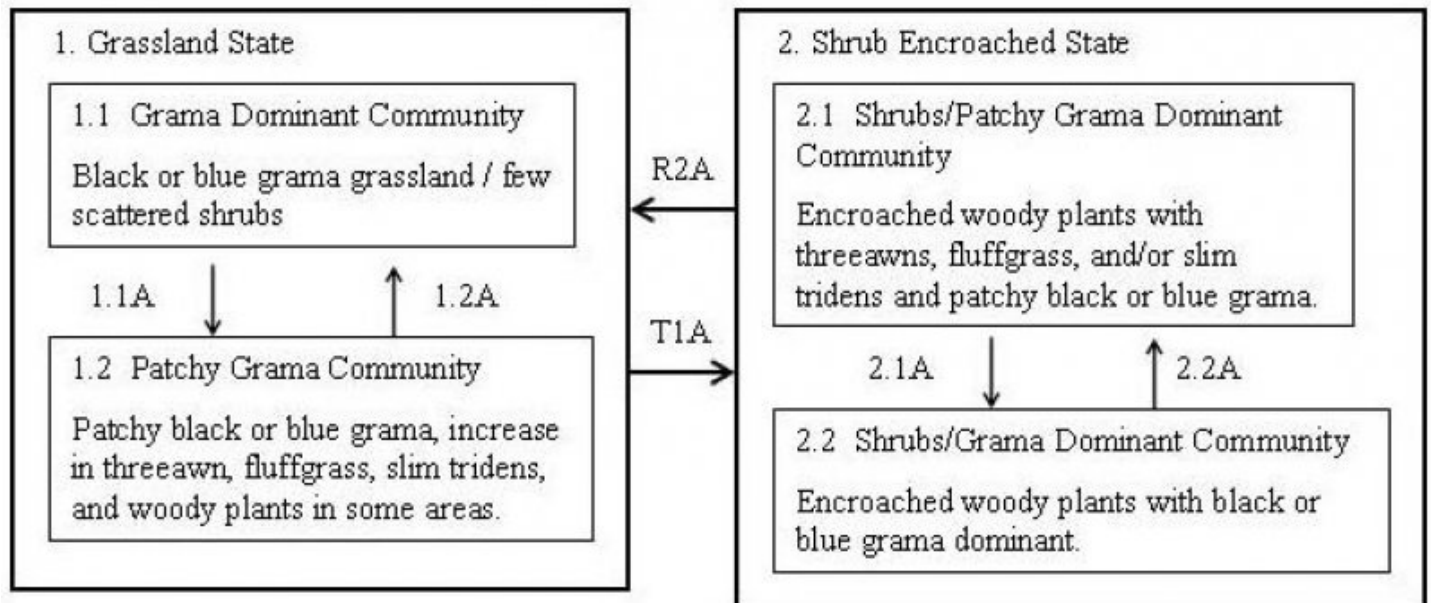 1. Grassland State
1.1 Grama Dominant Community
Black or blue grama grassland / few
scattered shrubs
1.1A
1.2A
1.2 Patchy Grama Community
Patchy black or blue grama, increase
in threeawn, fluffgrass, slim tridens,
and woody plants in some areas.
R2A
T1A
2. Shrub Encroached State
2.1 Shrubs/Patchy Grama Dominant
Community
Encroached woody plants with
threeawns, fluffgrass, and/or slim
tridens and patchy black or blue grama.
2.1A
2.2A
2.2 Shrubs/Grama Dominant Community
Encroached woody plants with black or
blue grama dominant.